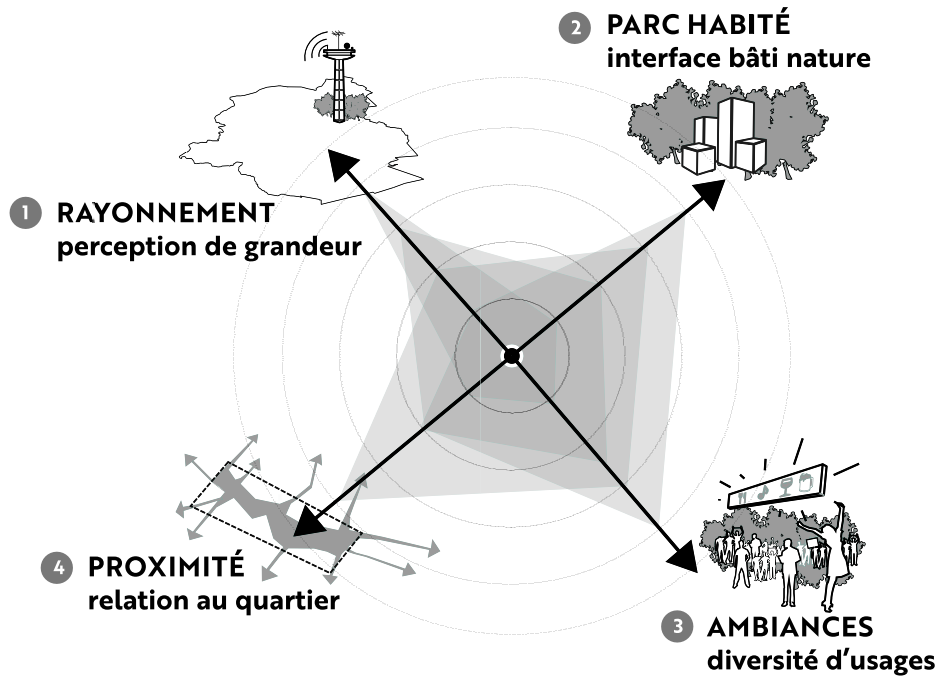 1
RAYONNEMENT
perception de grandeur
2
PARC HABITÉ
interface bâti nature
3
AMBIANCES
diversité d'usages
4
PROXIMITÉ
relation au quartier